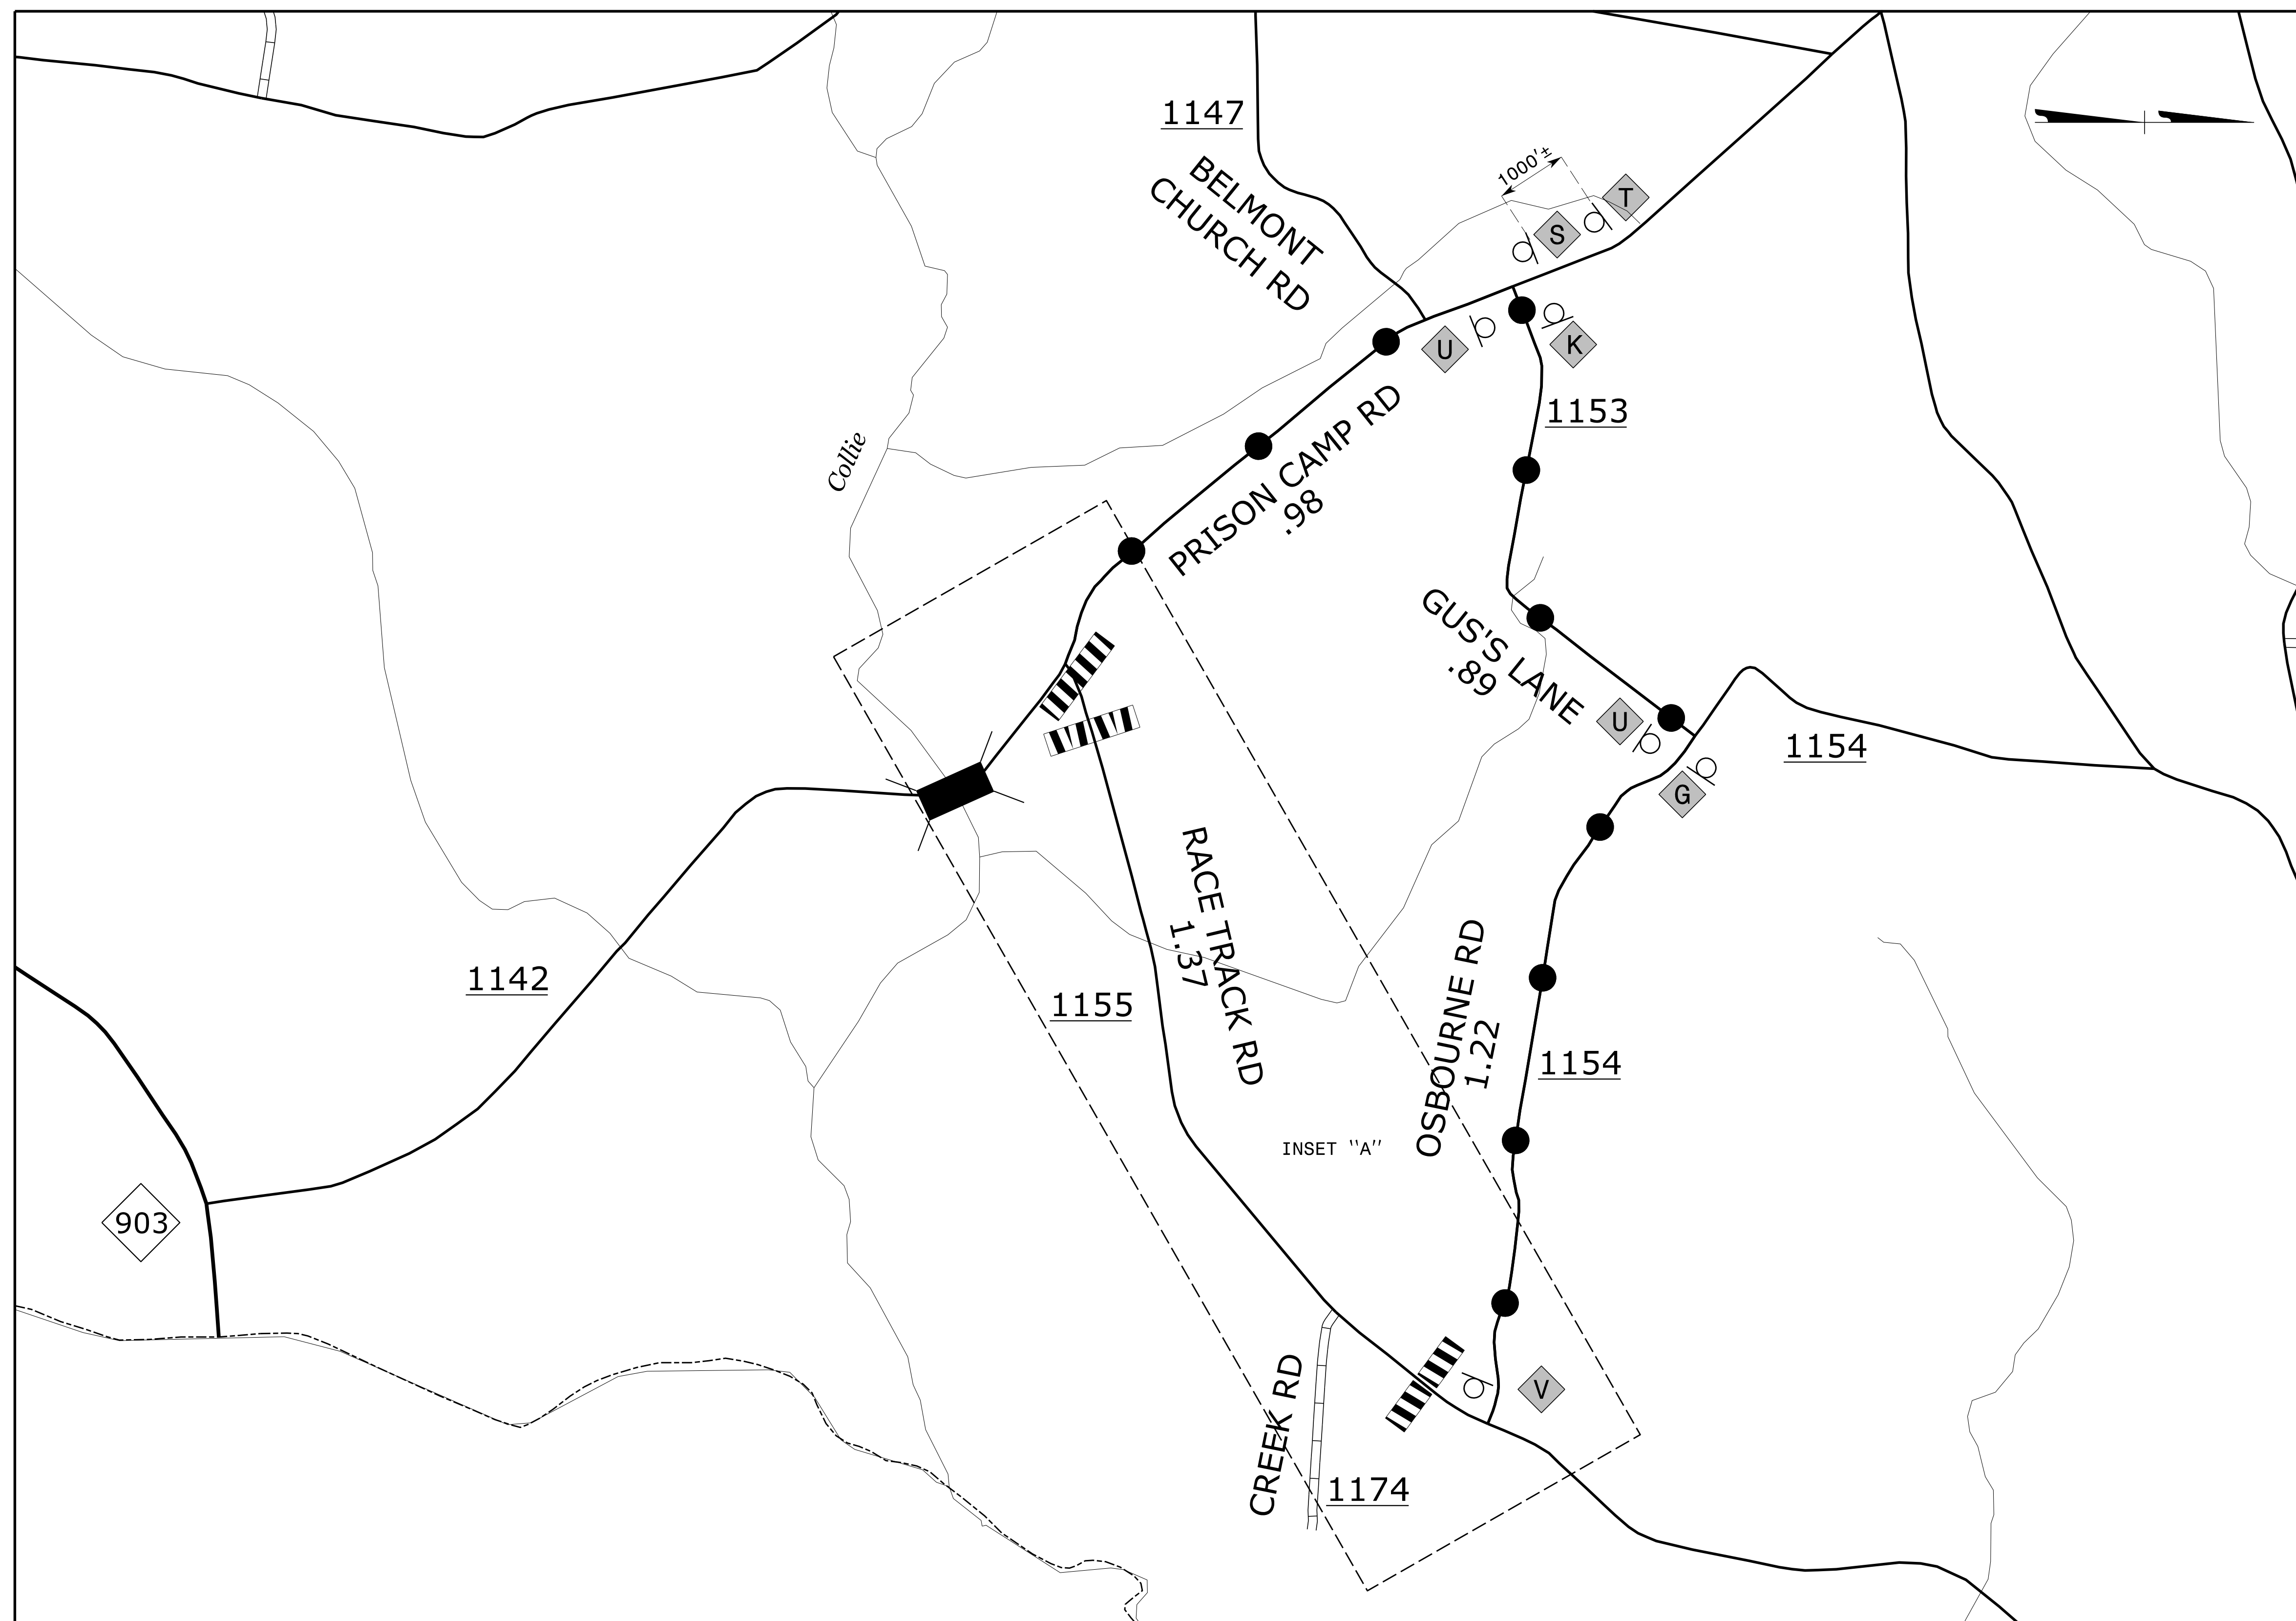 1147
BELMONT
CHURCH RD
1000'±
T
S
U
K
1153
Collie
PRISON CAMP RD
.98
GUS'S LANE
.89
U
G
1154
RACE TRACK RD
1.37
1142
1155
OSBOURNE RD
1.22
1154
INSET "A"
903
CREEK RD
V
1174